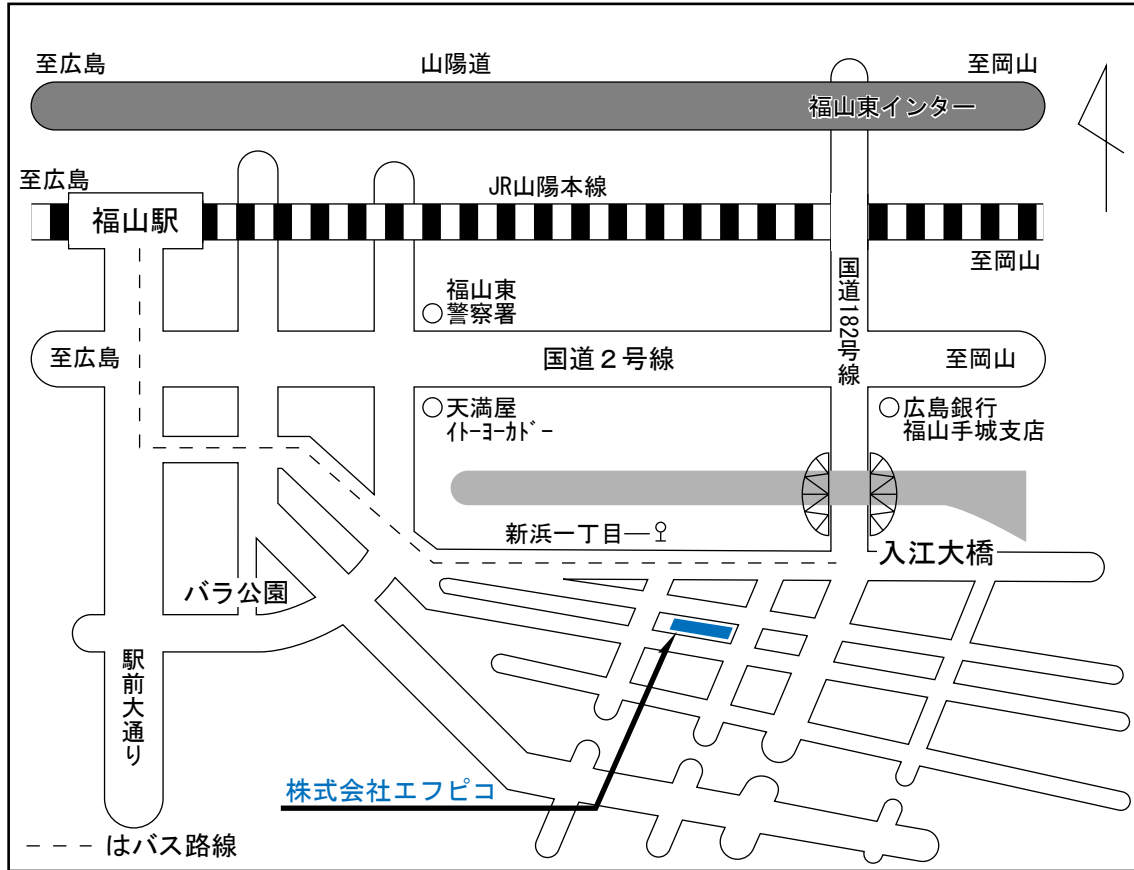 至広島
山陽道
至岡山
福山東インター
至広島
JR山陽本線
福山駅
至岡山
国道182号線
福山東
警察署
至広島
国道２号線
至岡山
天満屋
ｲﾄｰﾖｰｶﾄﾞｰ
広島銀行
福山手城支店
新浜一丁目
入江大橋
バラ公園
駅前大通り
株式会社エフピコ
はバス路線